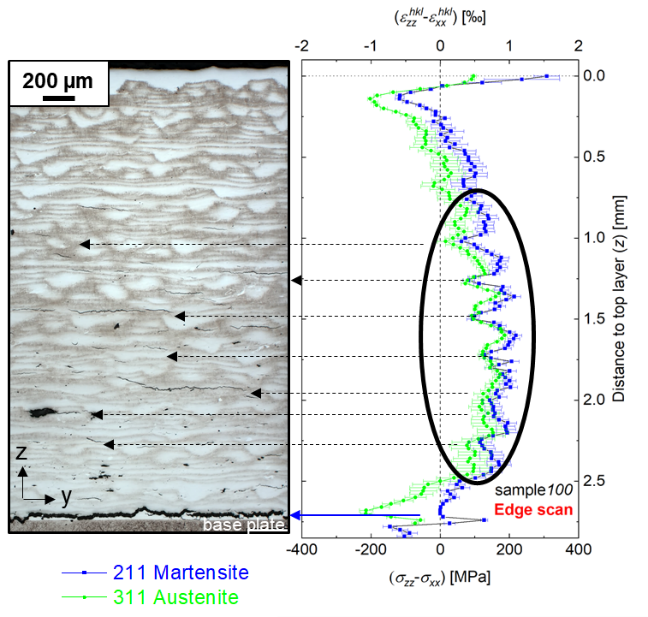 (ε_zz^hkl-ε_xx^hkl) [‰]
-2 -1 0 1 2
200 µm
0.0
0.5
1.0
1.5
2.0
2.5
Distance to top layer (z) [mm]
z
y
sample100
Edge scan
base plate
-400 -200 0 200 400
(σ_zz-σ_xx) [MPa]
211 Martensite
311 Austenite